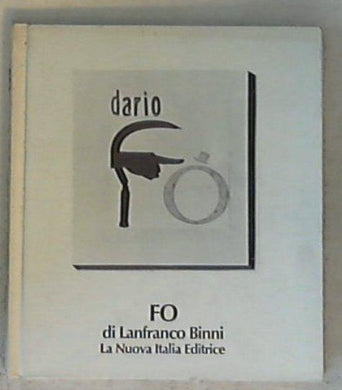 dario
FO
FO
di Lanfranco Binni
La Nuova Italia Editrice